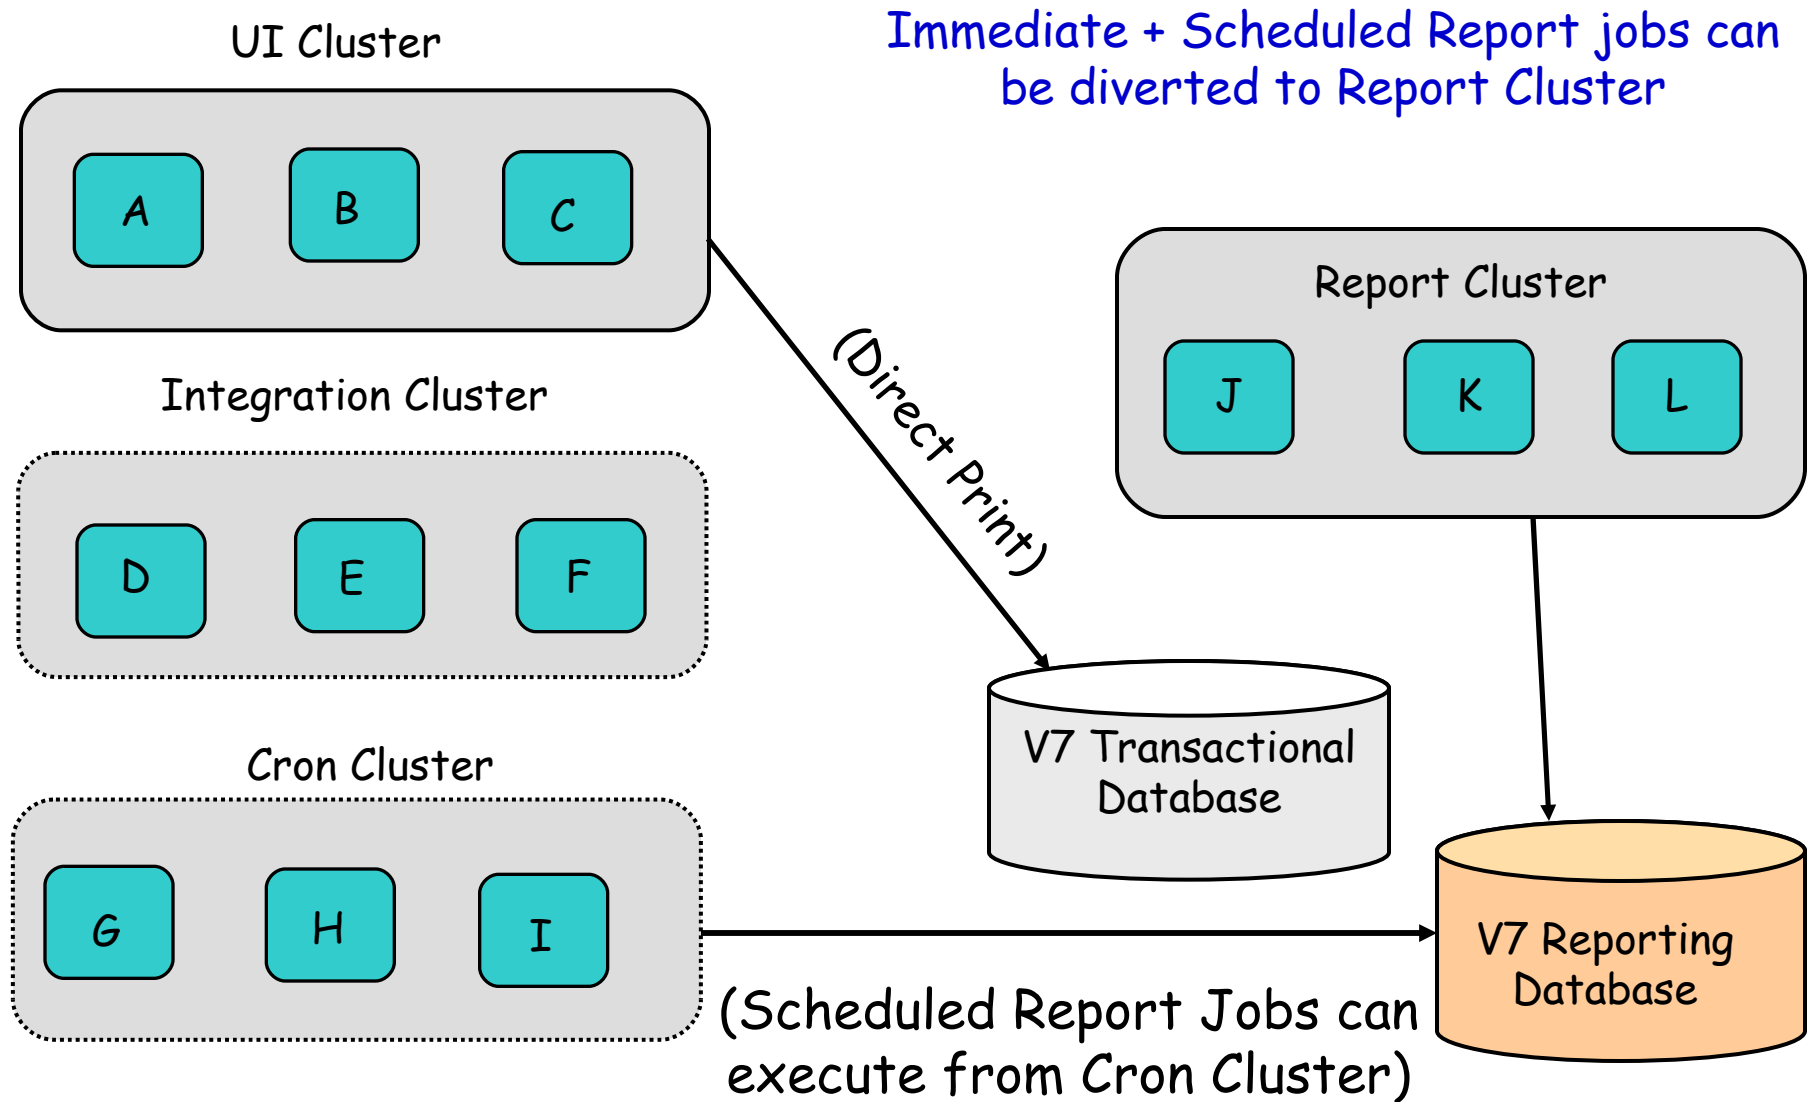 UI Cluster
Immediate + Scheduled Report jobs can
be diverted to Report Cluster
A
B
C
Report Cluster
J
K
L
(Direct Print)
Integration Cluster
D
E
F
V7 Transactional
Database
Cron Cluster
G
H
I
V7 Reporting
Database
(Scheduled Report Jobs can
execute from Cron Cluster)